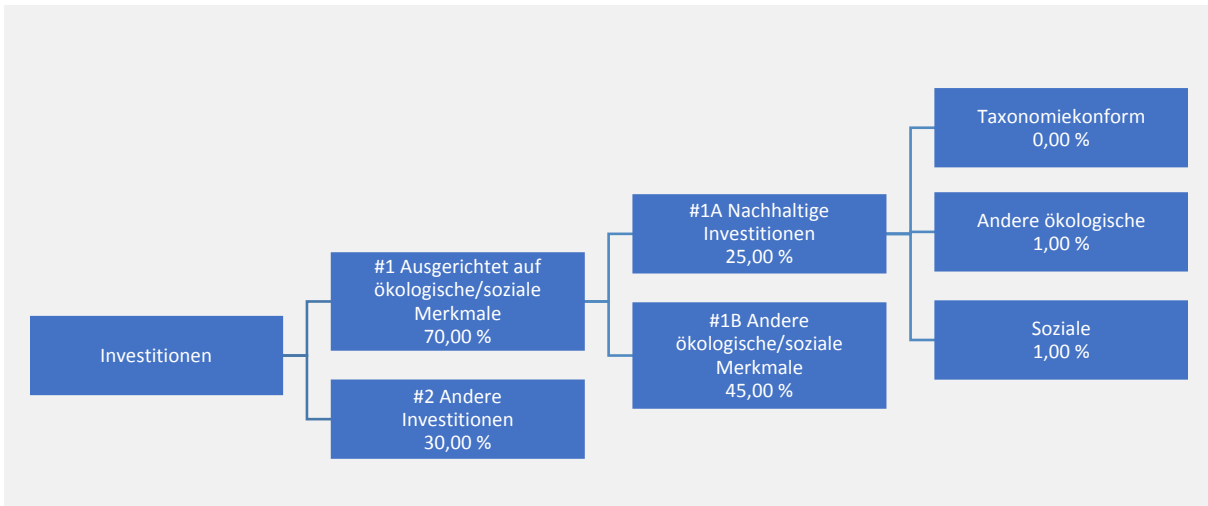 Investitionen
#1 Ausgerichtet auf
ökologische/soziale
Merkmale
70,00 %
#2 Andere
Investitionen
30,00 %
#1A Nachhaltige
Investitionen
25,00 %
#1B Andere
ökologische/soziale
Merkmale
45,00 %
Taxonomiekonform
0,00 %
Andere ökologische
1,00 %
Soziale
1,00 %